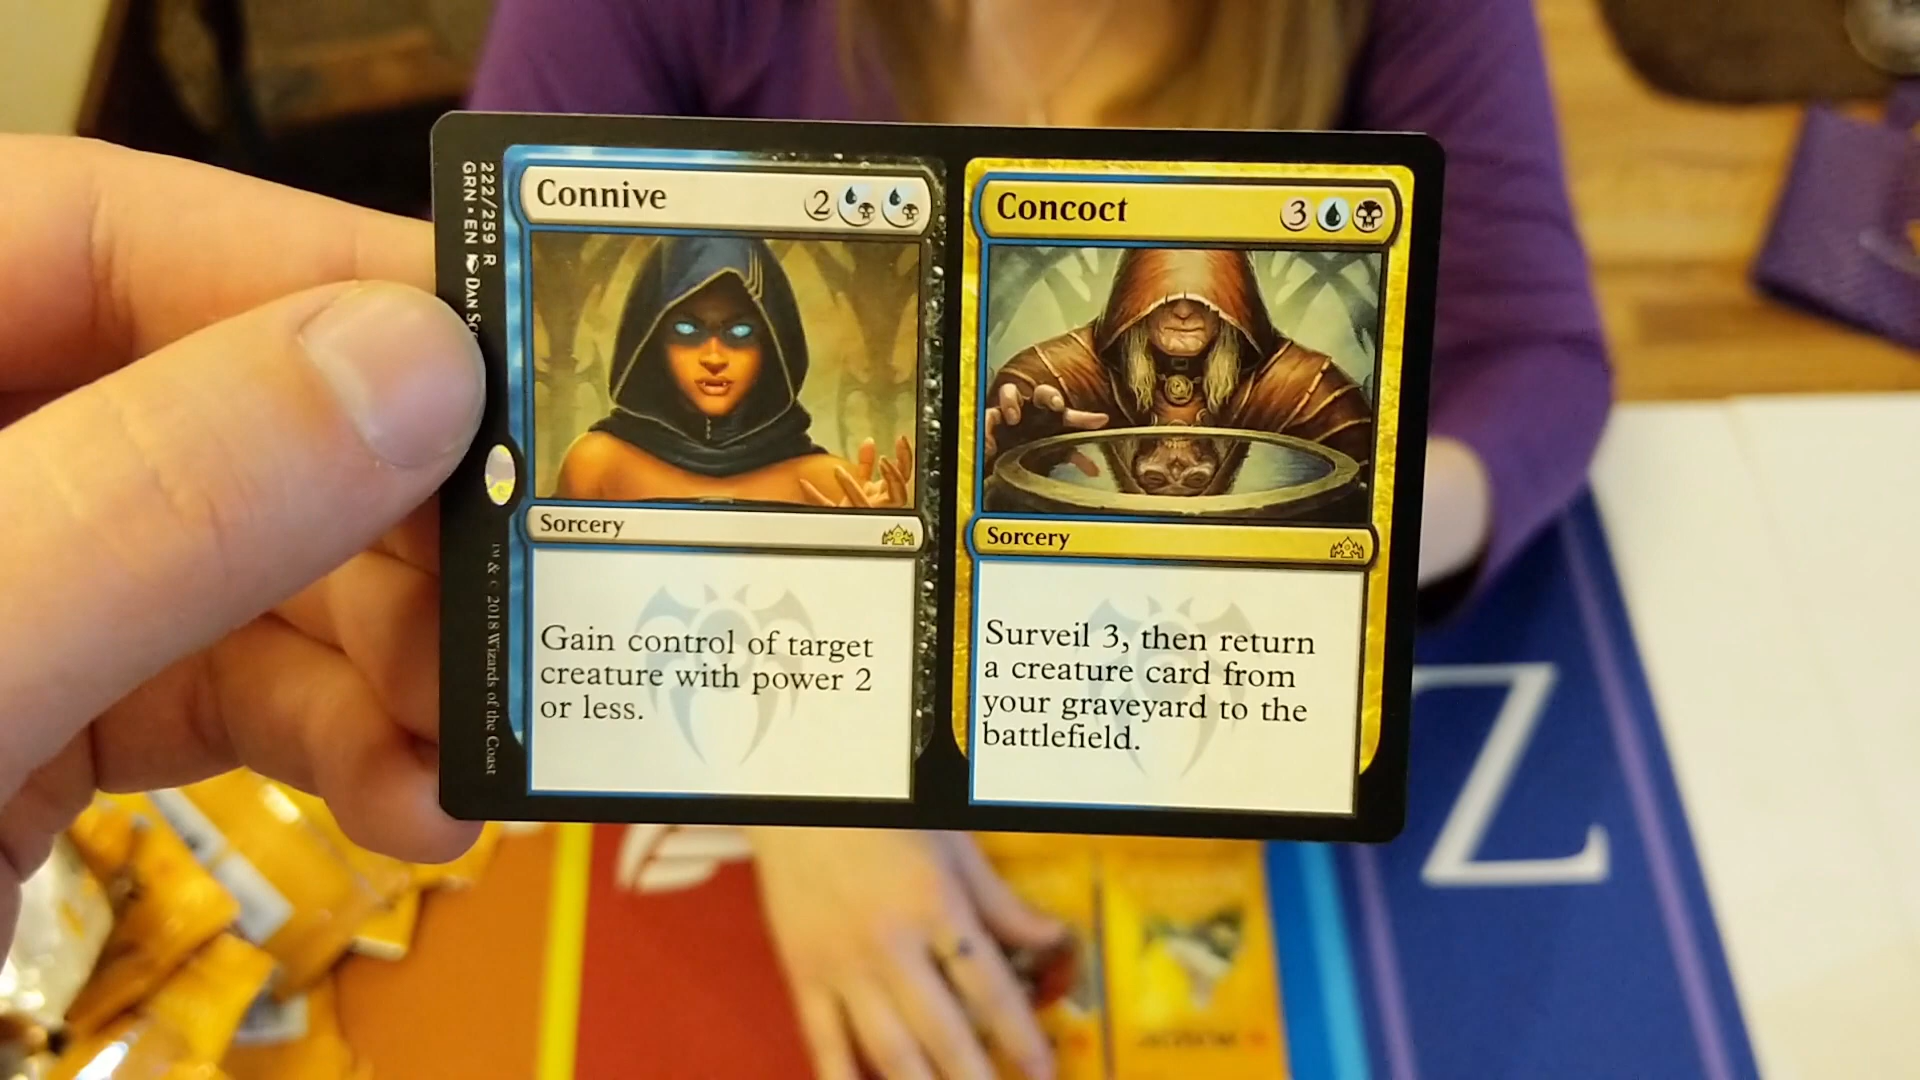 222/259 R
GRN • EN DAN SC
™ & © 2018 Wizards of the Coast
Connive 2
Sorcery
Gain control of target
creature with power 2
or less.
Concoct 3
Sorcery
Surveil 3, then return
a creature card from
your graveyard to the
battlefield.
Z